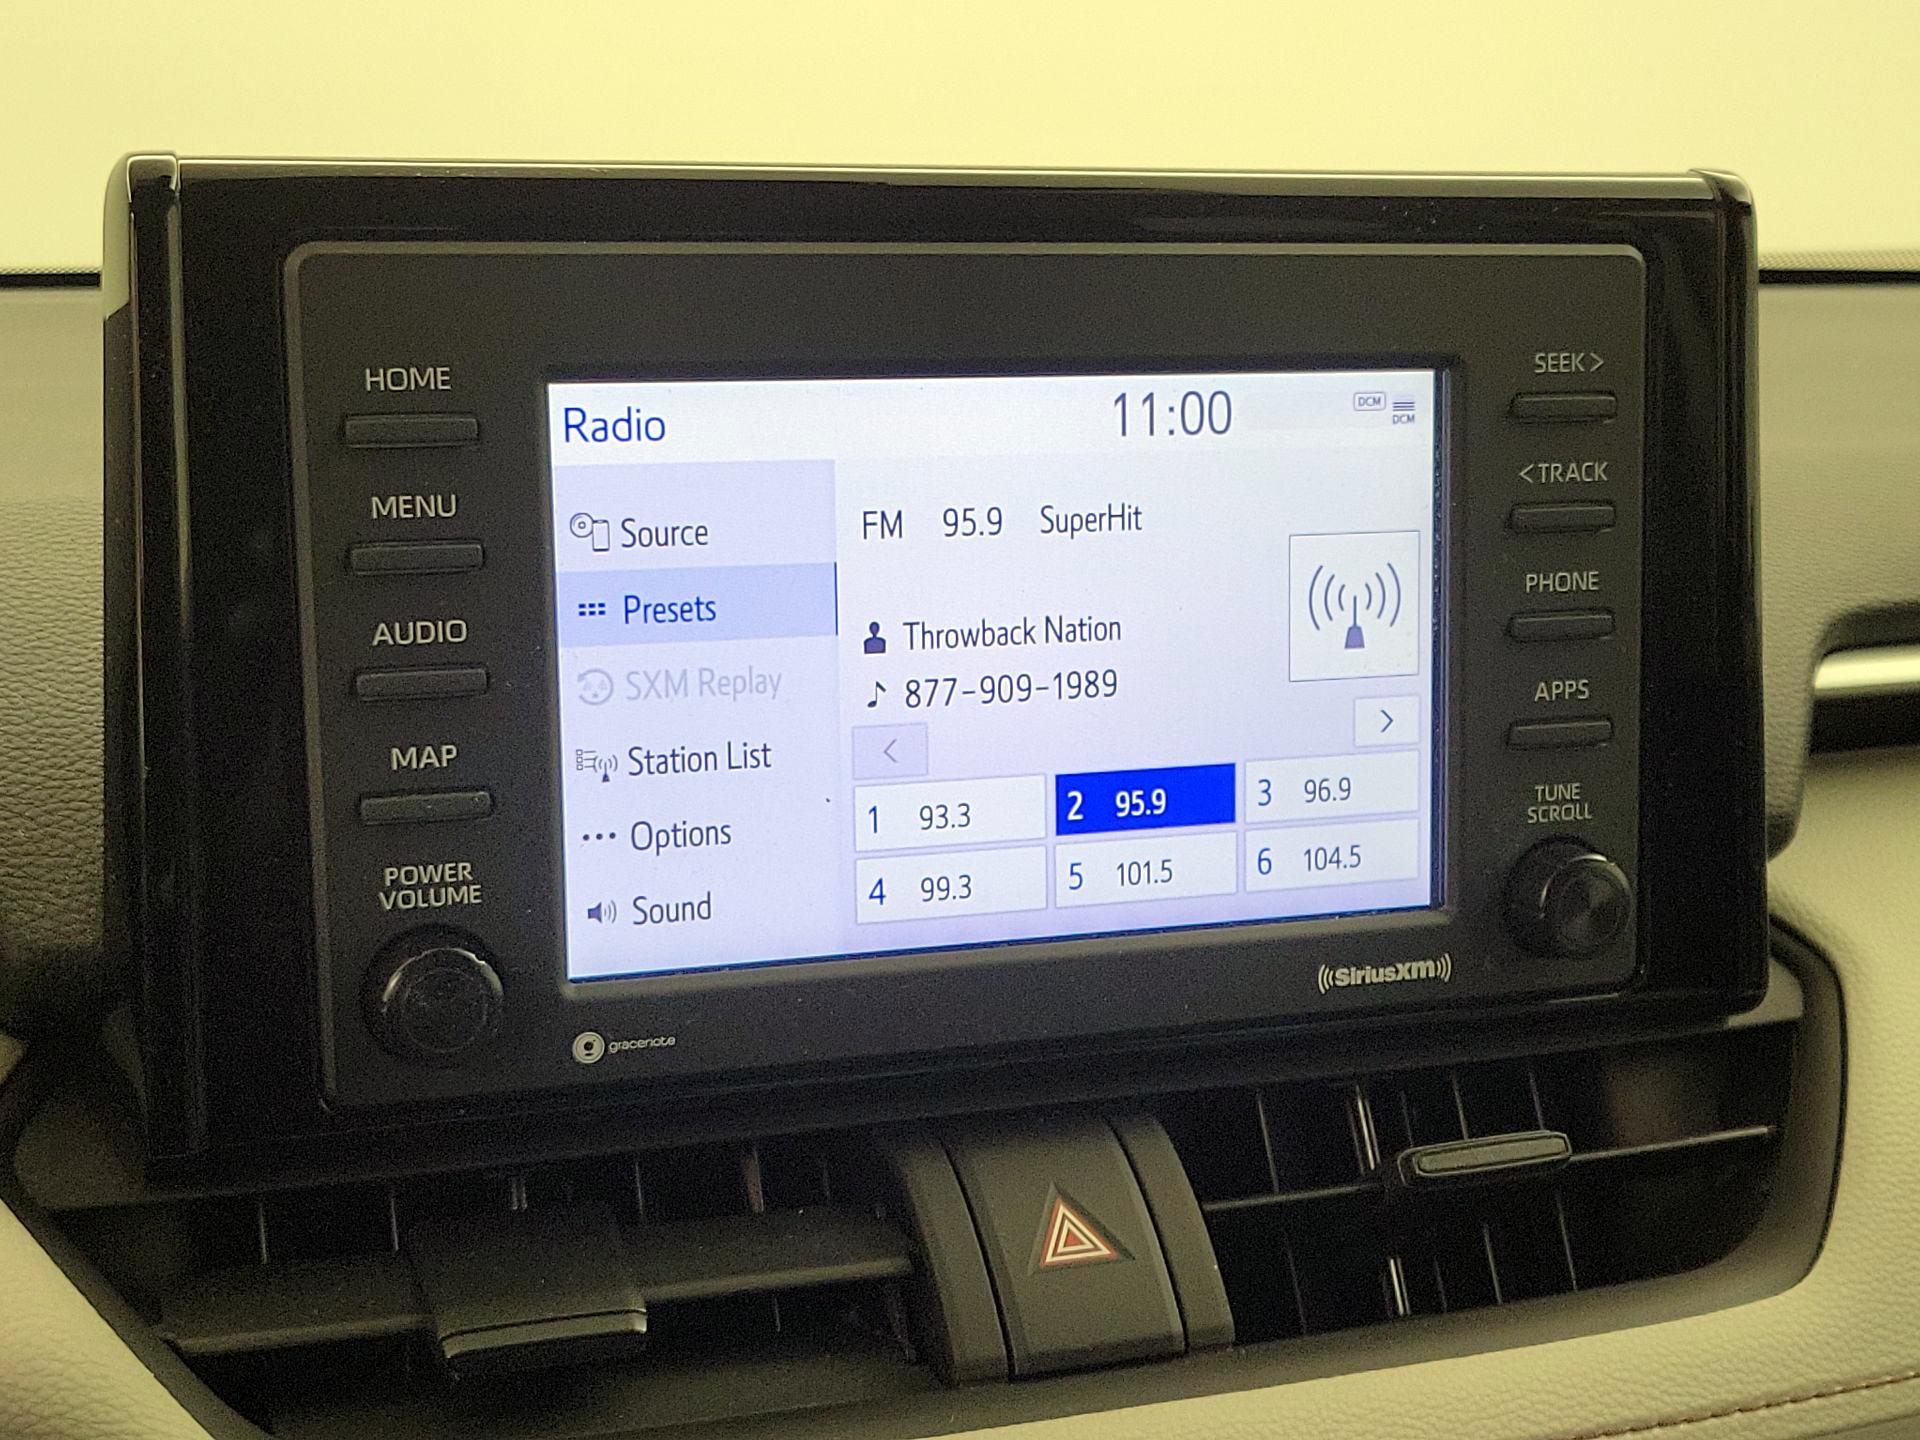 HOME
MENU
AUDIO
MAP
POWER
VOLUME
Radio
11:00
DCM
DCM
Source
Presets
SXM Replay
Station List
Options
Sound
FM 95.9 SuperHit
Throwback Nation
877-909-1989
<
>
1 93.3
2 95.9
3 96.9
4 99.3
5 101.5
6 104.5
SEEK >
< TRACK
PHONE
APPS
TUNE
SCROLL
gracenote
((SiriusXM))